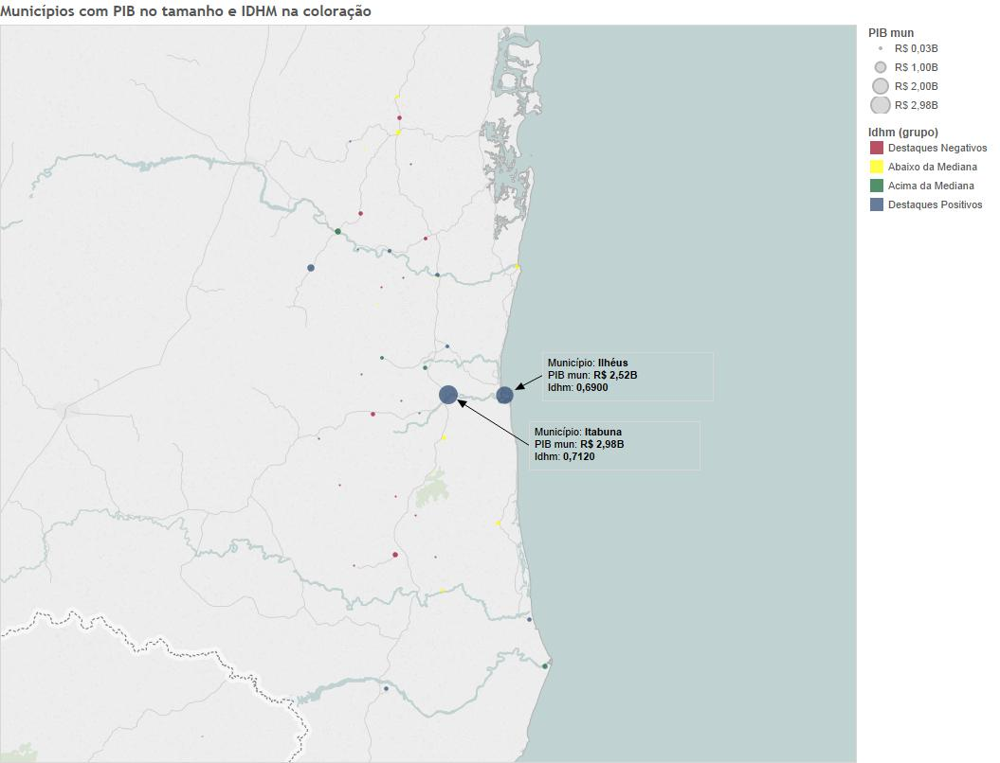 Municípios com PIB no tamanho e IDHM na coloração
PIB mun
R$ 0,03B
R$ 1,00B
R$ 2,00B
R$ 2,98B
Idhm (grupo)
Destaques Negativos
Abaixo da Mediana
Acima da Mediana
Destaques Positivos
Município: Ilhéus
PIB mun: R$ 2,52B
Idhm: 0,6900
Município: Itabuna
PIB mun: R$ 2,98B
Idhm: 0,7120